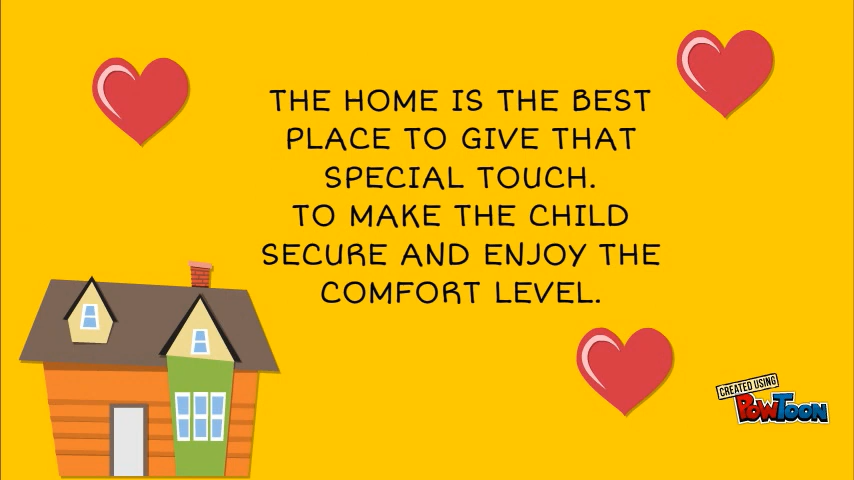 THE HOME IS THE BEST
PLACE TO GIVE THAT
SPECIAL TOUCH.
TO MAKE THE CHILD
SECURE AND ENJOY THE
COMFORT LEVEL.
CREATED USING
POWTOON